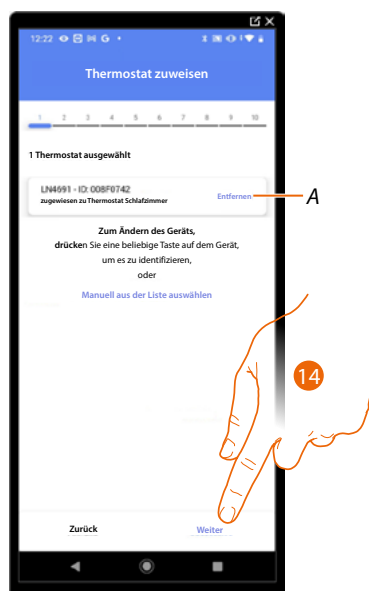 12:22 G
Thermostat zuweisen
1 2 3 4 5 6 7 8 9 10
1 Thermostat ausgewählt
LN4691 - ID: 008F0742
zugewiesen zu Thermostat Schlafzimmer
Entfernen
A
Zum Ändern des Geräts,
drücken Sie eine beliebige Taste auf dem Gerät,
um es zu identifizieren,
oder
Manuell aus der Liste auswählen
14
Zurück Weiter